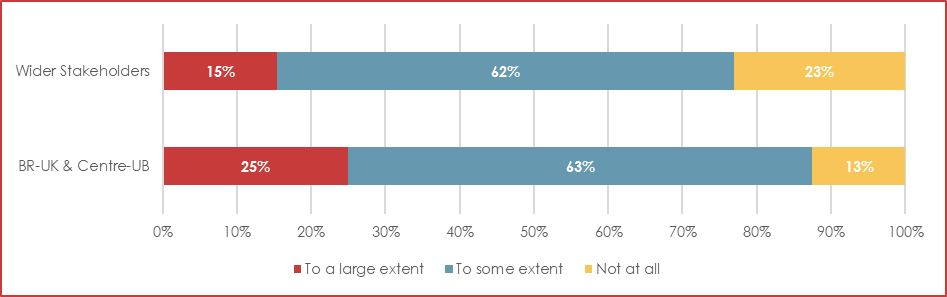 Wider Stakeholders
15% 62% 23%
BR-UK & Centre-UB
25% 63% 13%
0% 10% 20% 30% 40% 50% 60% 70% 80% 90% 100%
To a large extent To some extent Not at all